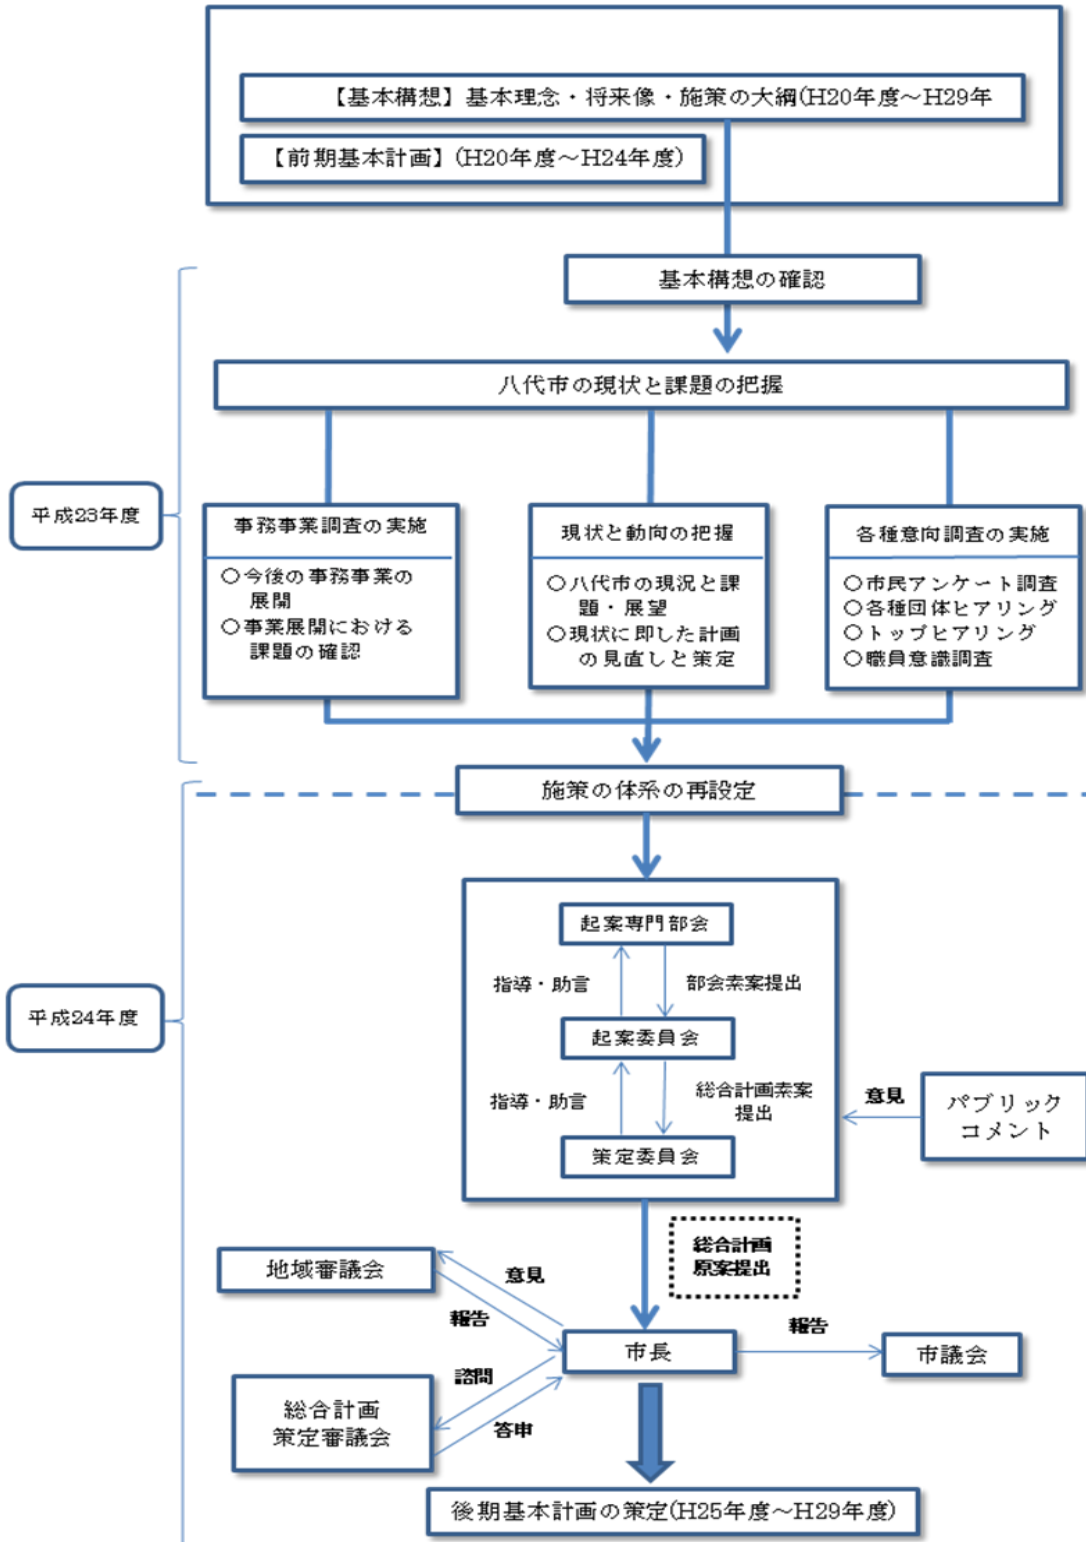 【基本構想】基本理念・将来像・施策の大綱(H20年度～H29年
【前期基本計画】(H20年度～H24年度)
基本構想の確認
八代市の現状と課題の把握
平成23年度
事務事業調査の実施
○今後の事務事業の
展開
○事業展開における
課題の確認
現状と動向の把握
○八代市の現況と課
題・展望
○現状に即した計画
の見直しと策定
各種意向調査の実施
○市民アンケート調査
○各種団体ヒアリング
○トップヒアリング
○職員意識調査
施策の体系の再設定
平成24年度
起案専門部会
指導・助言
部会素案提出
起案委員会
指導・助言
総合計画素案
提出
策定委員会
意見
パブリック
コメント
総合計画
原案提出
地域審議会
意見
報告
市長
報告
市議会
諮問
総合計画
策定審議会
答申
後期基本計画の策定(H25年度～H29年度)